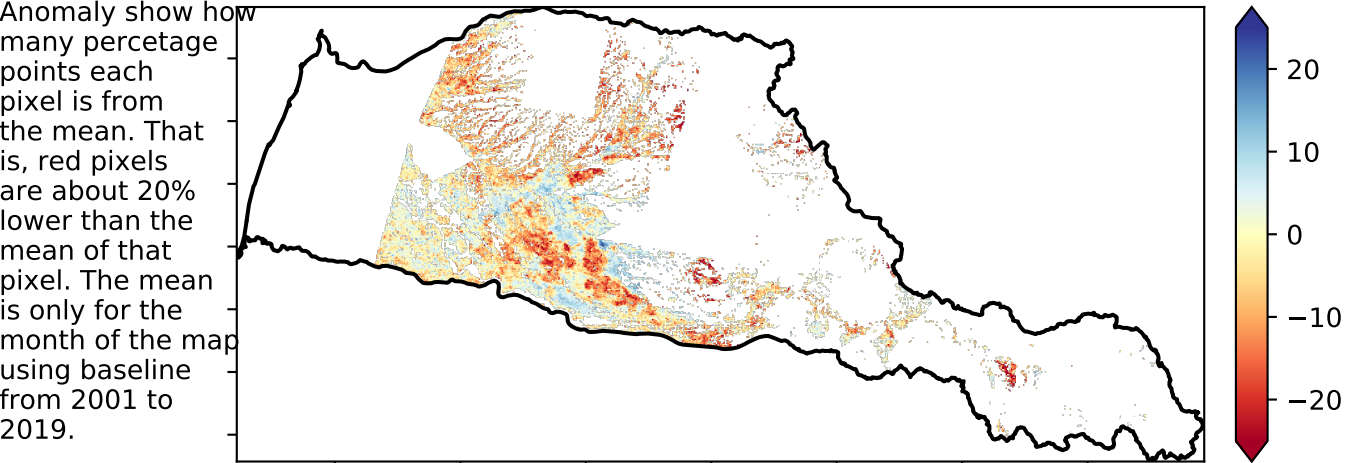 Anomaly show how
many percetage
points each
pixel is from
the mean. That
is, red pixels
are about 20%
lower than the
mean of that
pixel. The mean
is only for the
month of the map
using baseline
from 2001 to
2019.
20
10
0
−10
−20